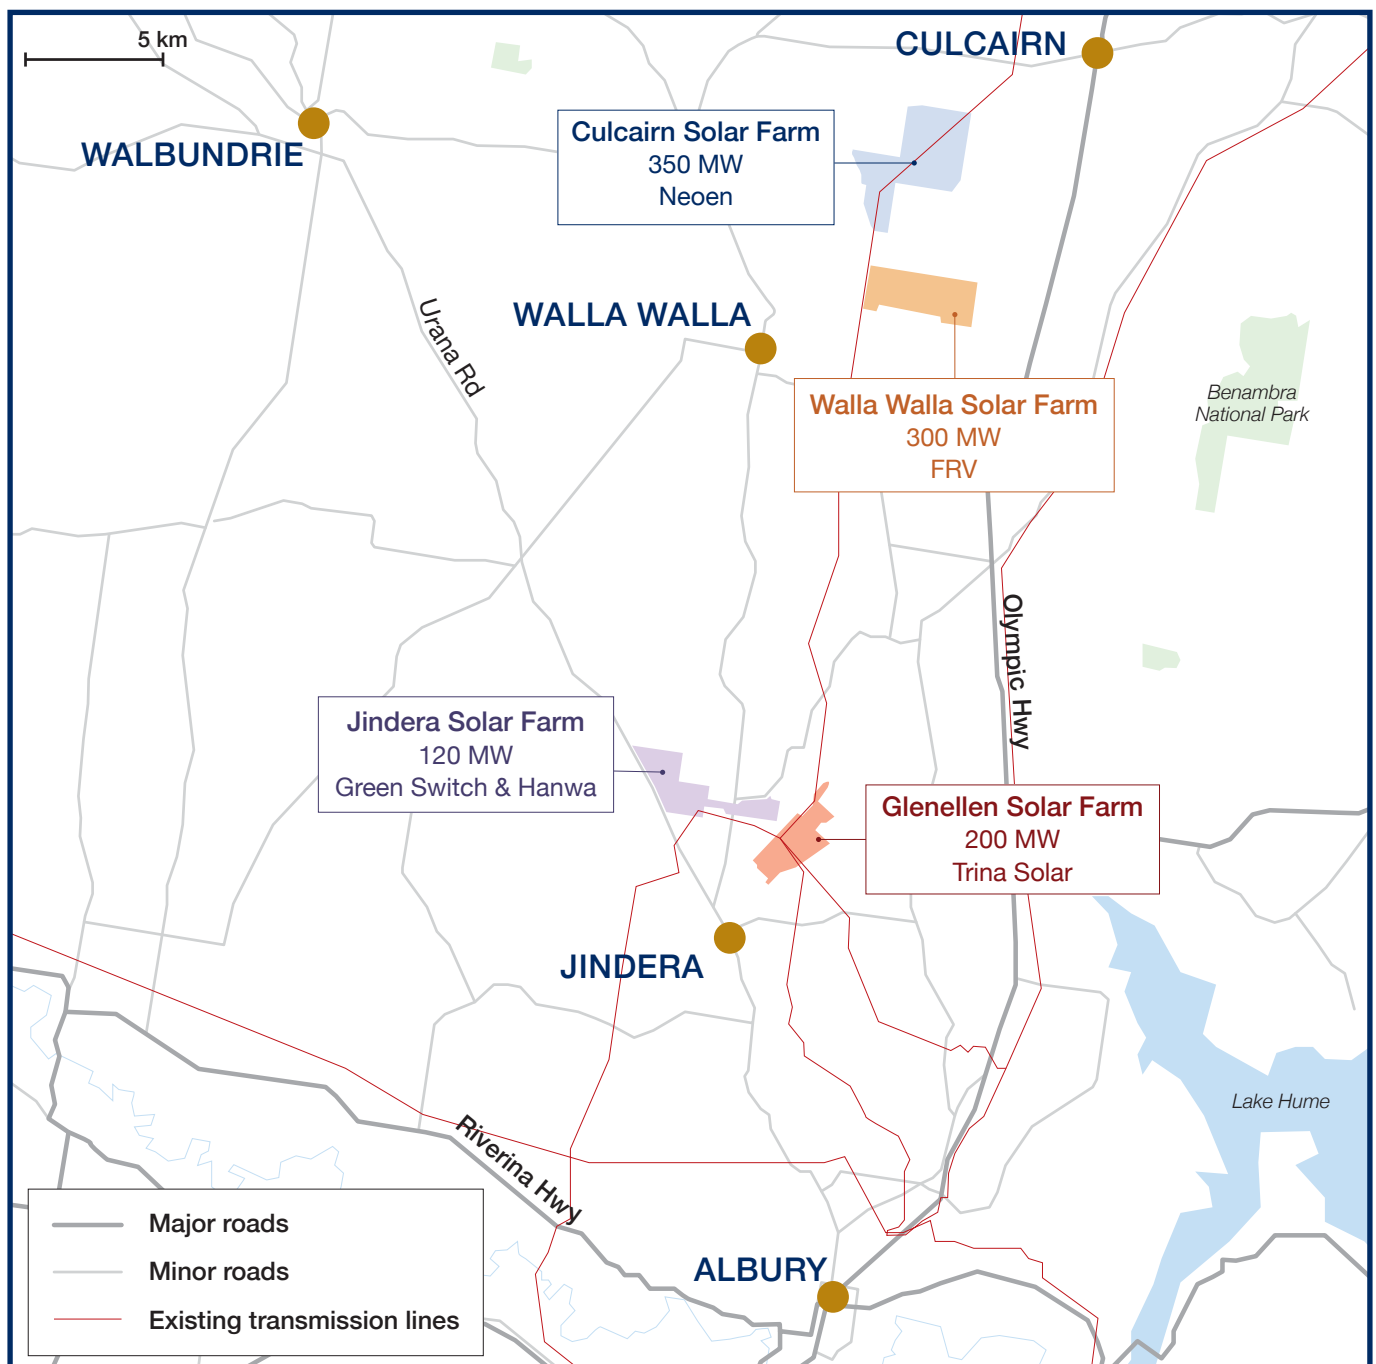 5 km
CULCAIRN
WALBUNDRIE
Culcairn Solar Farm
350 MW
Neoen
WALLA WALLA
Urana Rd
Walla Walla Solar Farm
300 MW
FRV
Benambra
National Park
Olympic Hwy
Jindera Solar Farm
120 MW
Green Switch & Hanwa
Glenellen Solar Farm
200 MW
Trina Solar
JINDERA
Lake Hume
Riverina Hwy
ALBURY
Major roads
Minor roads
Existing transmission lines